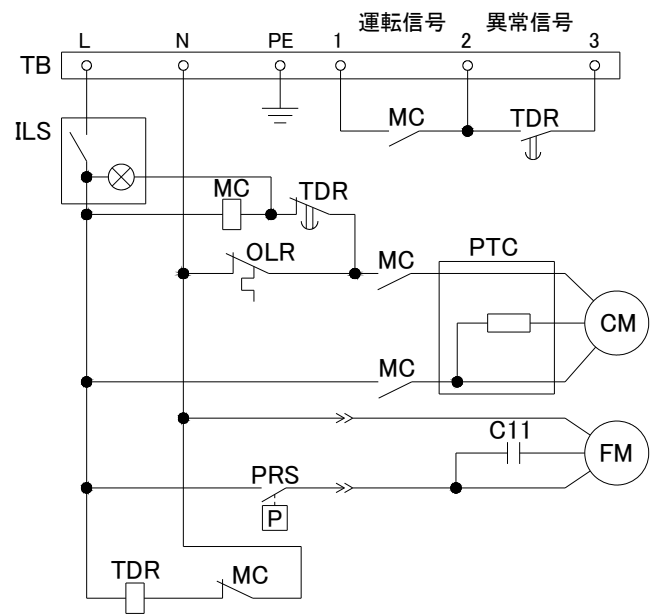 運転信号 異常信号
L N PE 1 2 3
TB
MC TDR
ILS
MC TDR
OLR MC PTC
CM
MC
C11
FM
PRS
P
TDR MC